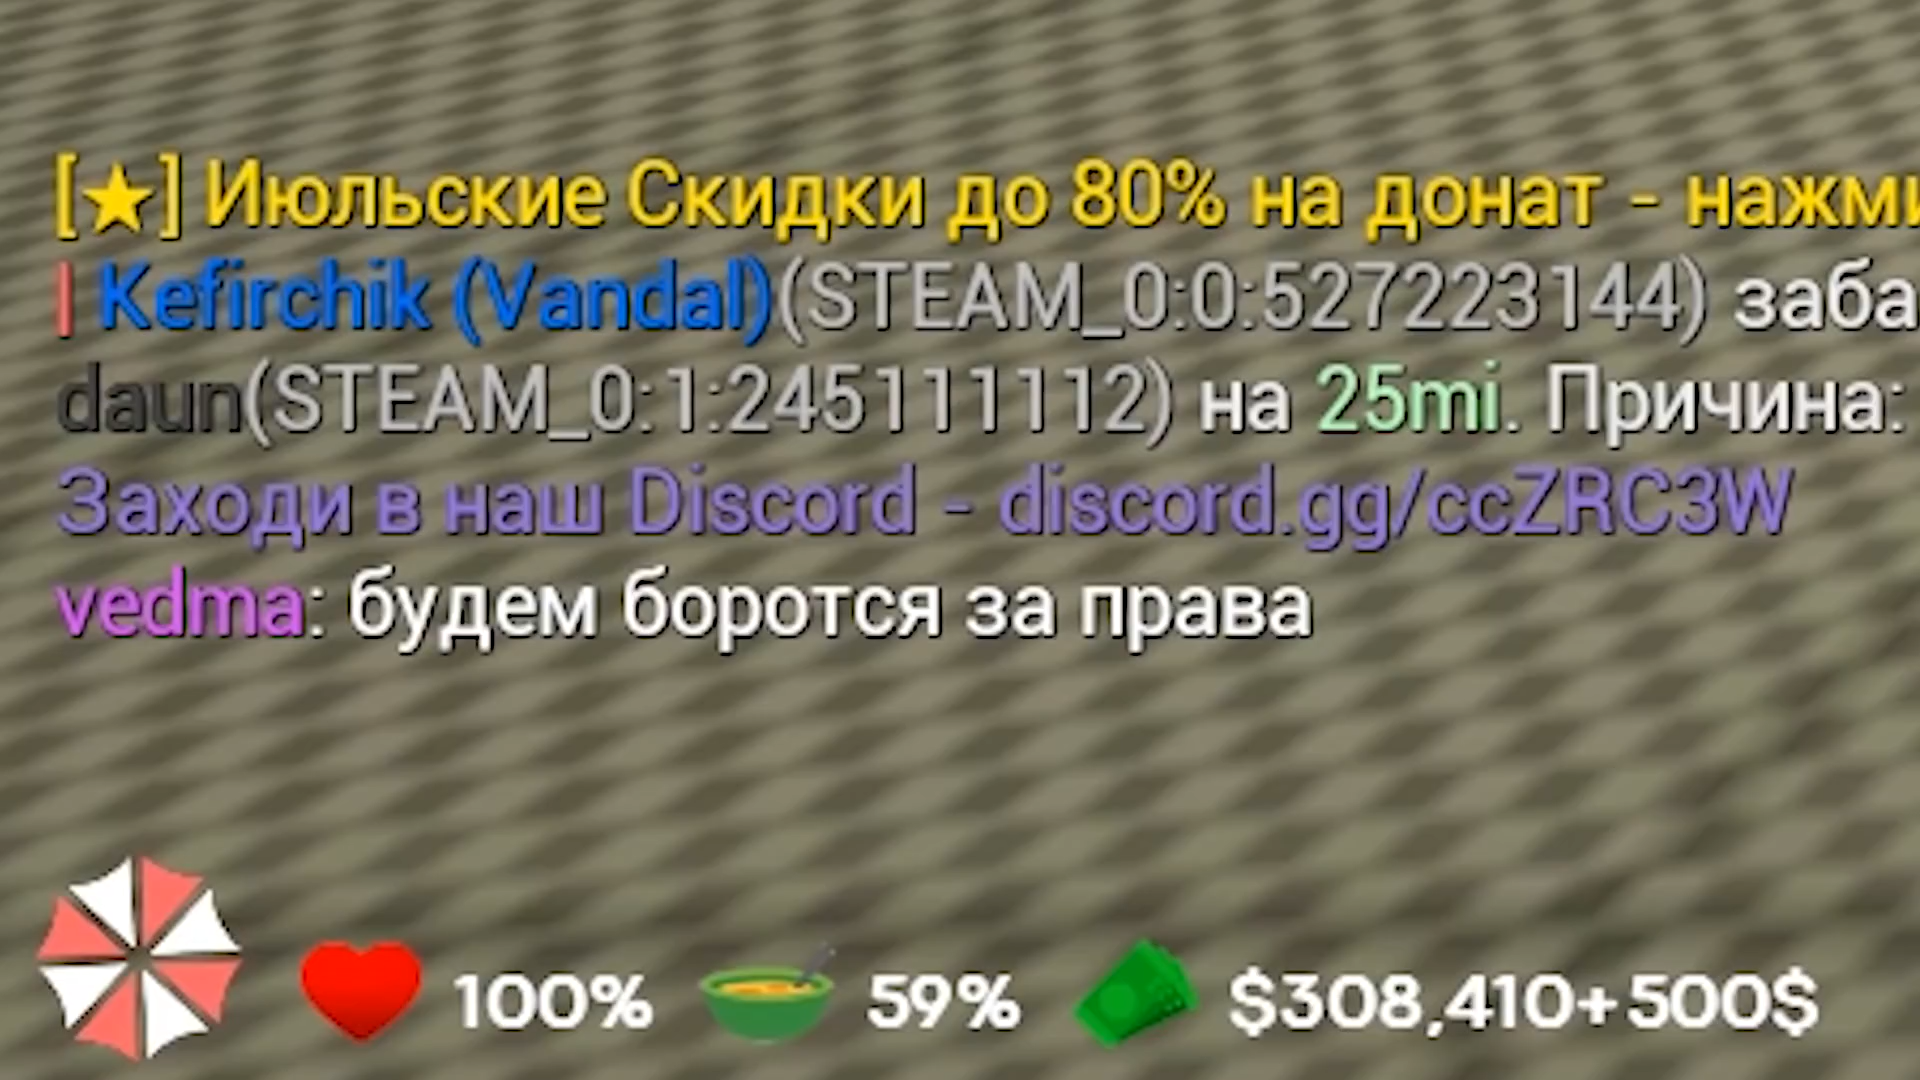 [★] Июльские Скидки до 80% на донат - нажми
| Kefirchik (Vandal)(STEAM_0:0:527223144) заба
daun(STEAM_0:1:245111112) на 25mi. Причина:
Заходи в наш Discord - discord.gg/ccZRC3W
vedma: будем боротся за права
100% 59% $308,410+500$